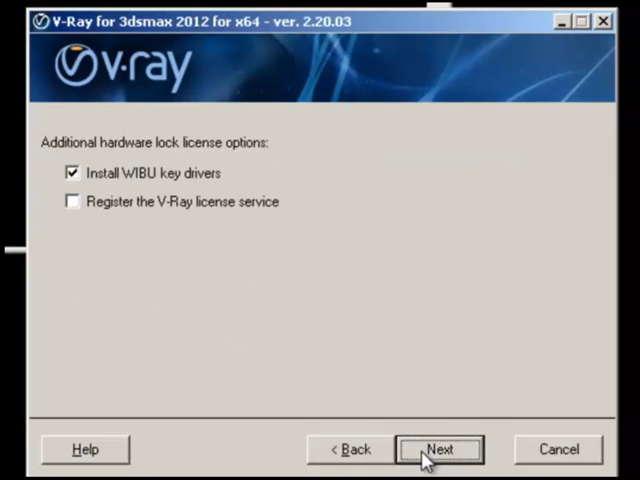 V-Ray for 3dsmax 2012 for x64 - ver. 2.20.03
v·ray
Additional hardware lock license options:
Install WIBU key drivers
Register the V-Ray license service
Help
< Back
Next
Cancel